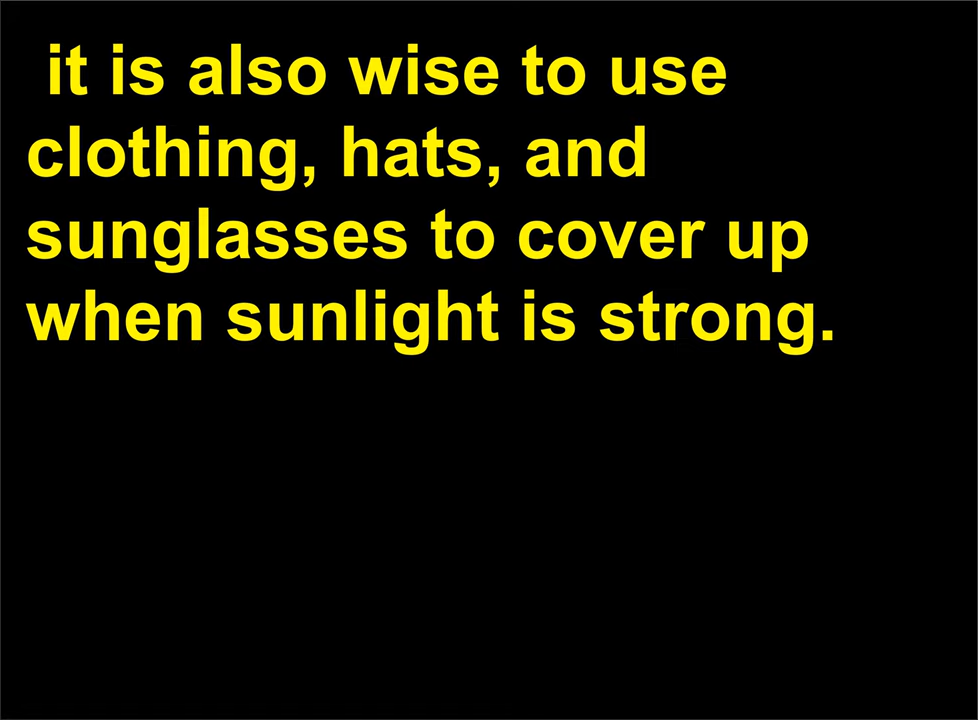 it is also wise to use
clothing, hats, and
sunglasses to cover up
when sunlight is strong.